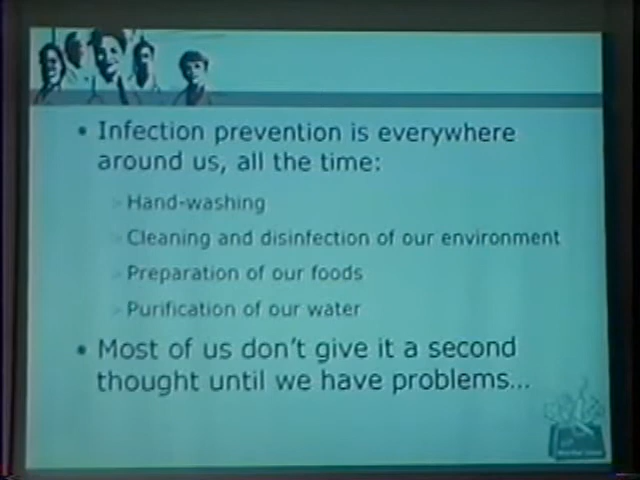 • Infection prevention is everywhere
around us, all the time:
Hand-washing
Cleaning and disinfection of our environment
Preparation of our foods
Purification of our water
• Most of us don't give it a second
thought until we have problems...